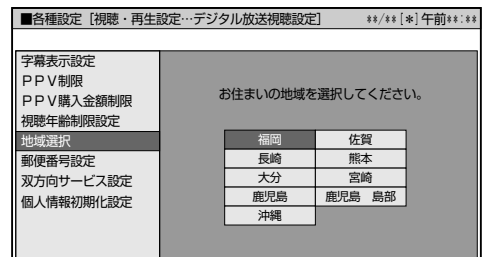 ■各種設定［視聴・再生設定…デジタル放送視聴設定］ **/**[*]午前**:**
字幕表示設定
ＰＰＶ制限
ＰＰＶ購入金額制限
視聴年齢制限設定
地域選択
郵便番号設定
双方向サービス設定
個人情報初期化設定
お住まいの地域を選択してください。
福岡 佐賀
長崎 熊本
大分 宮崎
鹿児島 鹿児島 島部
沖縄